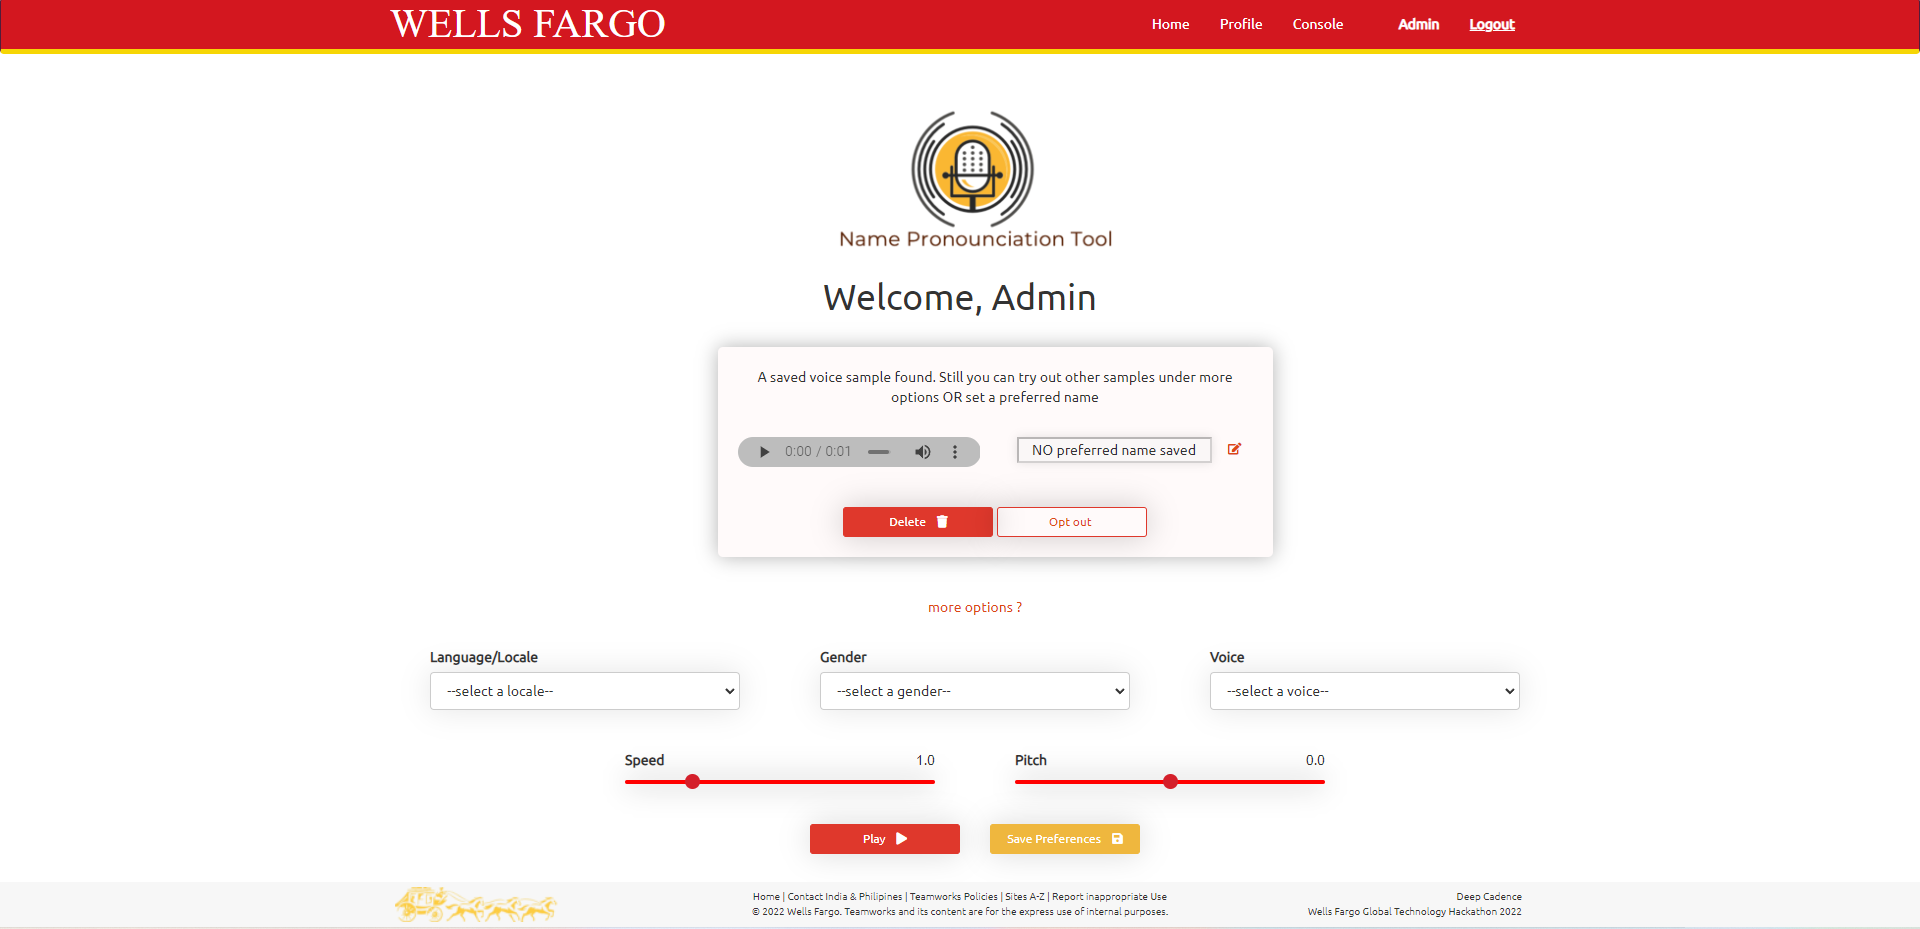 WELLS FARGO
Home Profile Console Admin Logout
Name Pronounciation Tool
Welcome, Admin
A saved voice sample found. Still you can try out other samples under more
options OR set a preferred name
0:00 / 0:01
NO preferred name saved
Delete
Opt out
more options ?
Language/Locale
--select a locale--
Gender
--select a gender--
Voice
--select a voice--
Speed 1.0
Pitch 0.0
Play
Save Preferences
Home | Contact India & Philipines | Teamworks Policies | Sites A-Z | Report inappropriate Use
© 2022 Wells Fargo. Teamworks and its content are for the express use of internal purposes.
Deep Cadence
Wells Fargo Global Technology Hackathon 2022